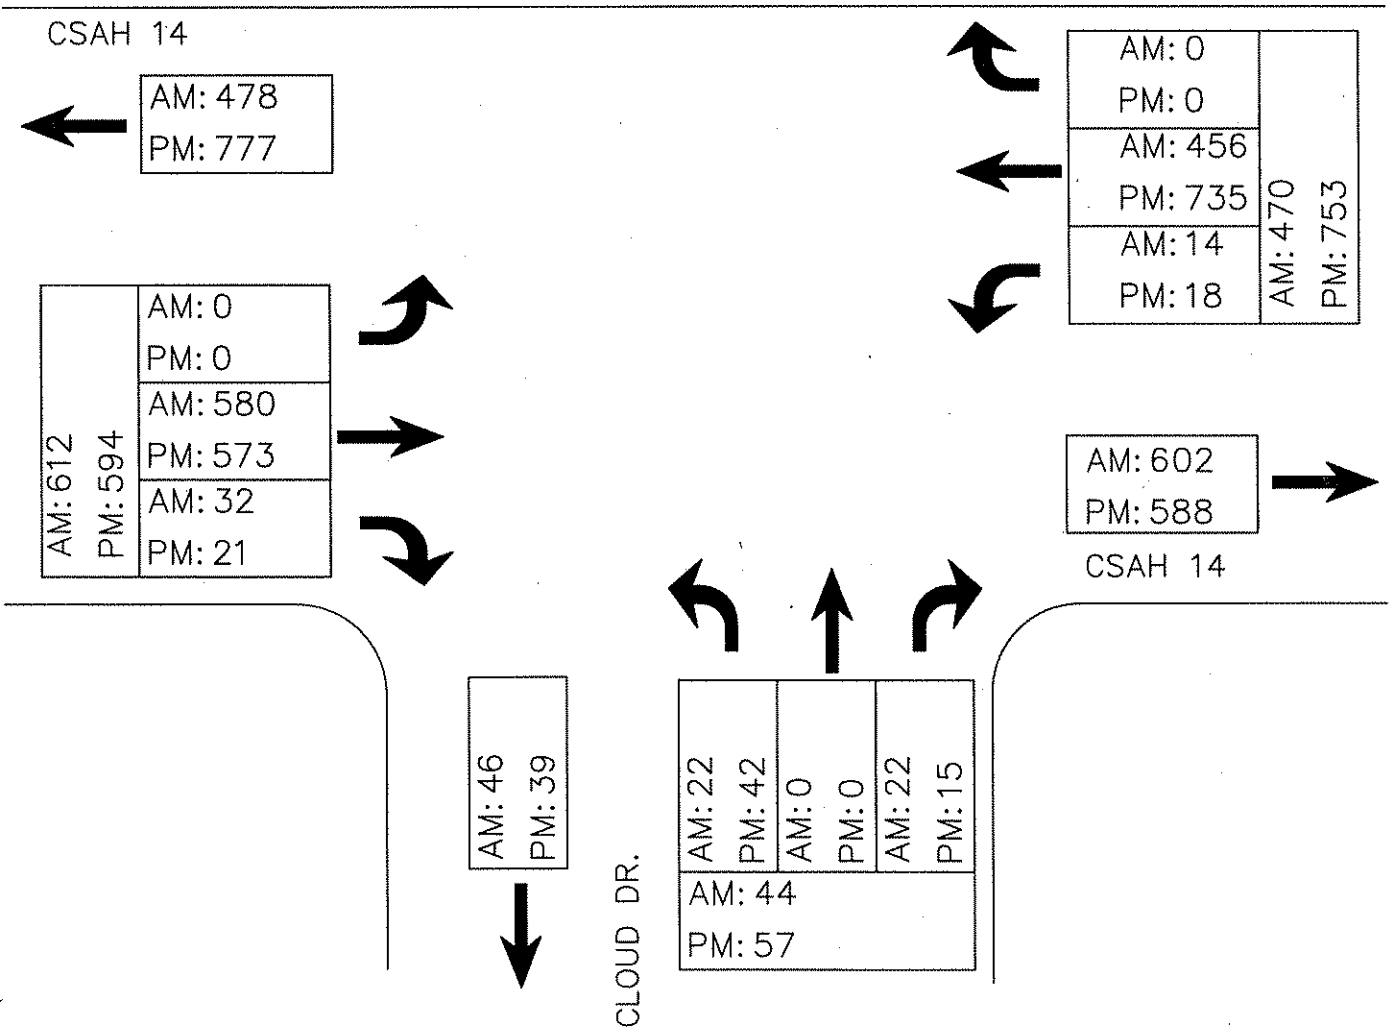 CSAH 14
AM: 478
PM: 777
AM: 0
PM: 0
AM: 456
PM: 735
AM: 14
PM: 18
AM: 470
PM: 753
AM: 612
PM: 594
AM: 0
PM: 0
AM: 580
PM: 573
AM: 32
PM: 21
AM: 602
PM: 588
CSAH 14
AM: 46
PM: 39
CLOUD DR.
AM: 22
PM: 42
AM: 0
PM: 0
AM: 22
PM: 15
AM: 44
PM: 57